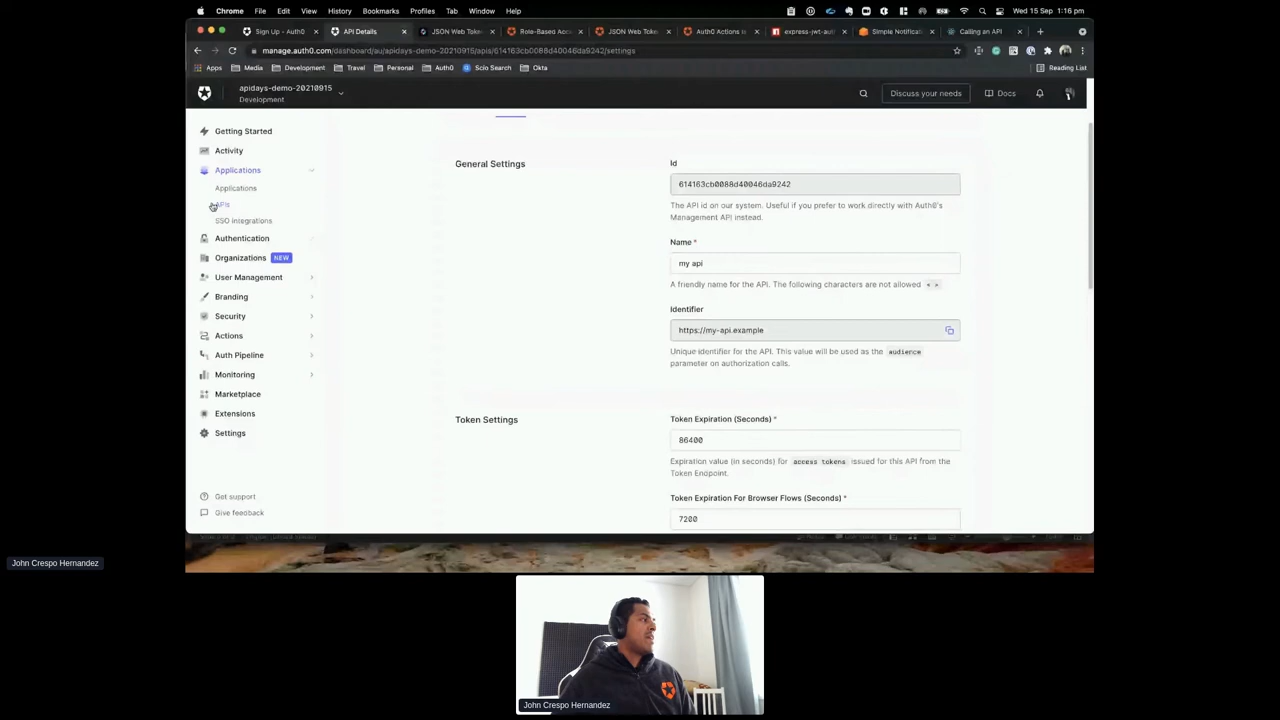 Chrome File Edit View History Bookmarks Profiles Tab Window Help Wed 15 Sep 1:16 pm
Sign Up - Auth0 API Details JSON Web Toke Role-Based Acc JSON Web Toke Auth0 Actions is express-jwt-aut Simple Notificati Calling an API
manage.auth0.com/dashboard/au/apidays-demo-20210915/apis/614163cb0088d40046da9242/settings
Apps Media Development Travel Personal Auth0 Scio Search Okta Reading List
apidays-demo-20210915
Development
Discuss your needs
Docs
Getting Started
Activity
Applications
Applications
APIs
SSO Integrations
Authentication
Organizations NEW
User Management
Branding
Security
Actions
Auth Pipeline
Monitoring
Marketplace
Extensions
Settings
Get support
Give feedback
General Settings
Id
614163cb0088d40046da9242
The API id on our system. Useful if you prefer to work directly with Auth0's
Management API instead.
Name *
my api
A friendly name for the API. The following characters are not allowed < >
Identifier
https://my-api.example
Unique identifier for the API. This value will be used as the audience
parameter on authorization calls.
Token Settings
Token Expiration (Seconds) *
86400
Expiration value (in seconds) for access tokens issued for this API from the
Token Endpoint.
Token Expiration For Browser Flows (Seconds) *
7200
John Crespo Hernandez
John Crespo Hernandez